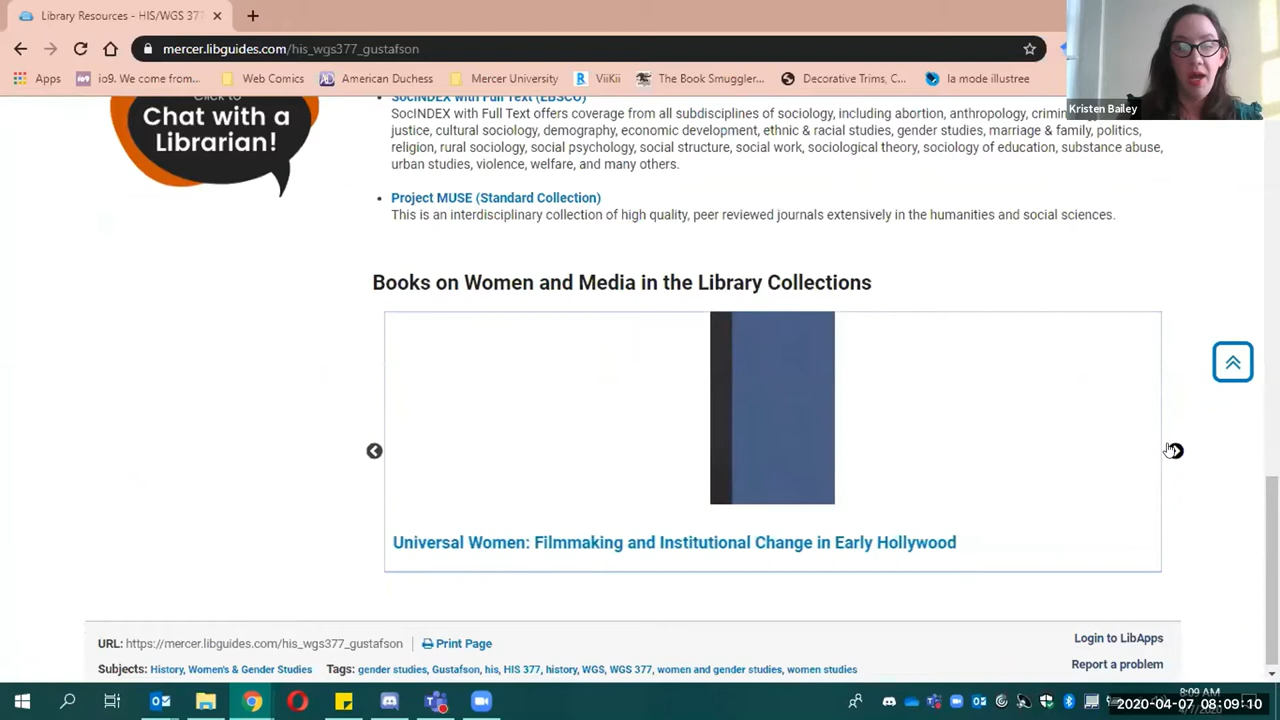 Library Resources - HIS/WGS 377
mercer.libguides.com/his_wgs377_gustafson
Apps
io9. We come from...
Web Comics
American Duchess
Mercer University
ViiKii
The Book Smuggler...
Decorative Trims, C...
la mode illustree
Kristen Bailey
Click to
Chat with a
Librarian!
SocINDEX with Full Text (EBSCO)
SocINDEX with Full Text offers coverage from all subdisciplines of sociology, including abortion, anthropology,
justice, cultural sociology, demography, economic development, ethnic & racial studies, gender studies, marriage & family, politics,
religion, rural sociology, social psychology, social structure, social work, sociological theory, sociology of education, substance abuse,
urban studies, violence, welfare, and many others.
Project MUSE (Standard Collection)
This is an interdisciplinary collection of high quality, peer reviewed journals extensively in the humanities and social sciences.
Books on Women and Media in the Library Collections
Universal Women: Filmmaking and Institutional Change in Early Hollywood
URL: https://mercer.libguides.com/his_wgs377_gustafson
Print Page
Login to LibApps
Subjects: History, Women's & Gender Studies
Tags: gender studies, Gustafson, his, HIS 377, history, WGS, WGS 377, women and gender studies, women studies
Report a problem
8:09 AM
2020-04-07 08:09:10